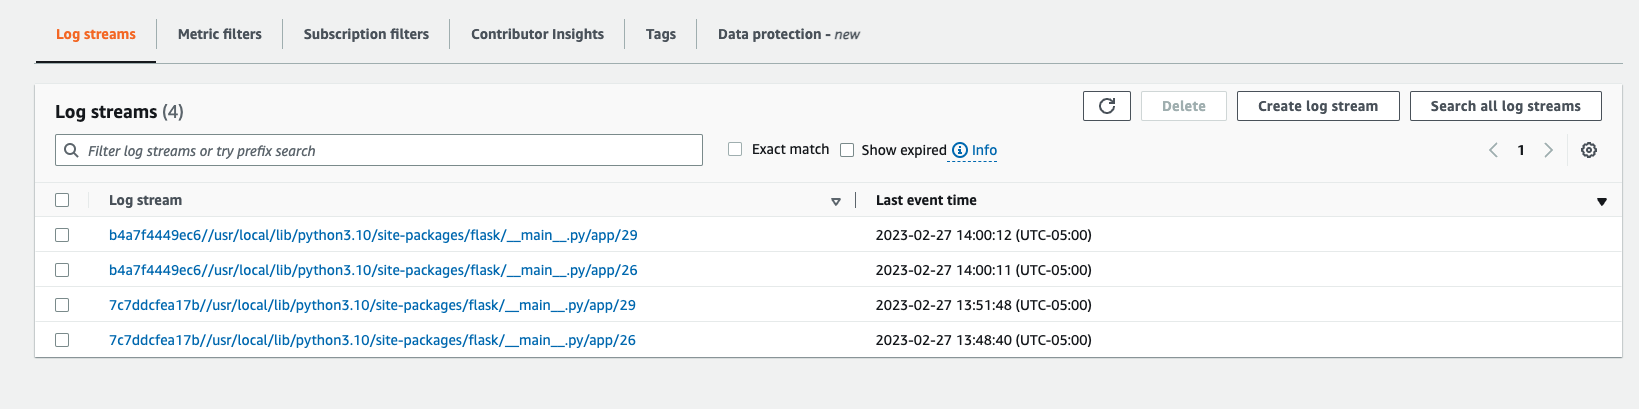 Log streams Metric filters Subscription filters Contributor Insights Tags Data protection - new
Log streams (4) Delete Create log stream Search all log streams
Filter log streams or try prefix search Exact match Show expired Info 1
Log stream Last event time
b4a7f4449ec6//usr/local/lib/python3.10/site-packages/flask/__main__.py/app/29 2023-02-27 14:00:12 (UTC-05:00)
b4a7f4449ec6//usr/local/lib/python3.10/site-packages/flask/__main__.py/app/26 2023-02-27 14:00:11 (UTC-05:00)
7c7ddcfea17b//usr/local/lib/python3.10/site-packages/flask/__main__.py/app/29 2023-02-27 13:51:48 (UTC-05:00)
7c7ddcfea17b//usr/local/lib/python3.10/site-packages/flask/__main__.py/app/26 2023-02-27 13:48:40 (UTC-05:00)